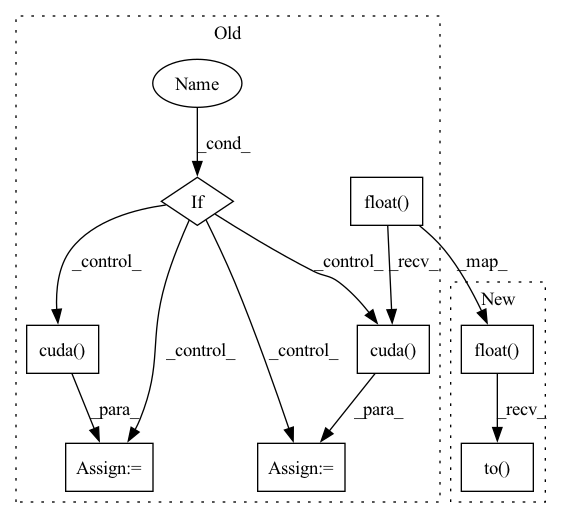 Old
Name
_cond_
If
float()
_control_
_control_
_recv_
_map_
New
cuda()
_control_
_control_
cuda()
float()
_para_
_para_
_recv_
Assign:=
Assign:=
to()